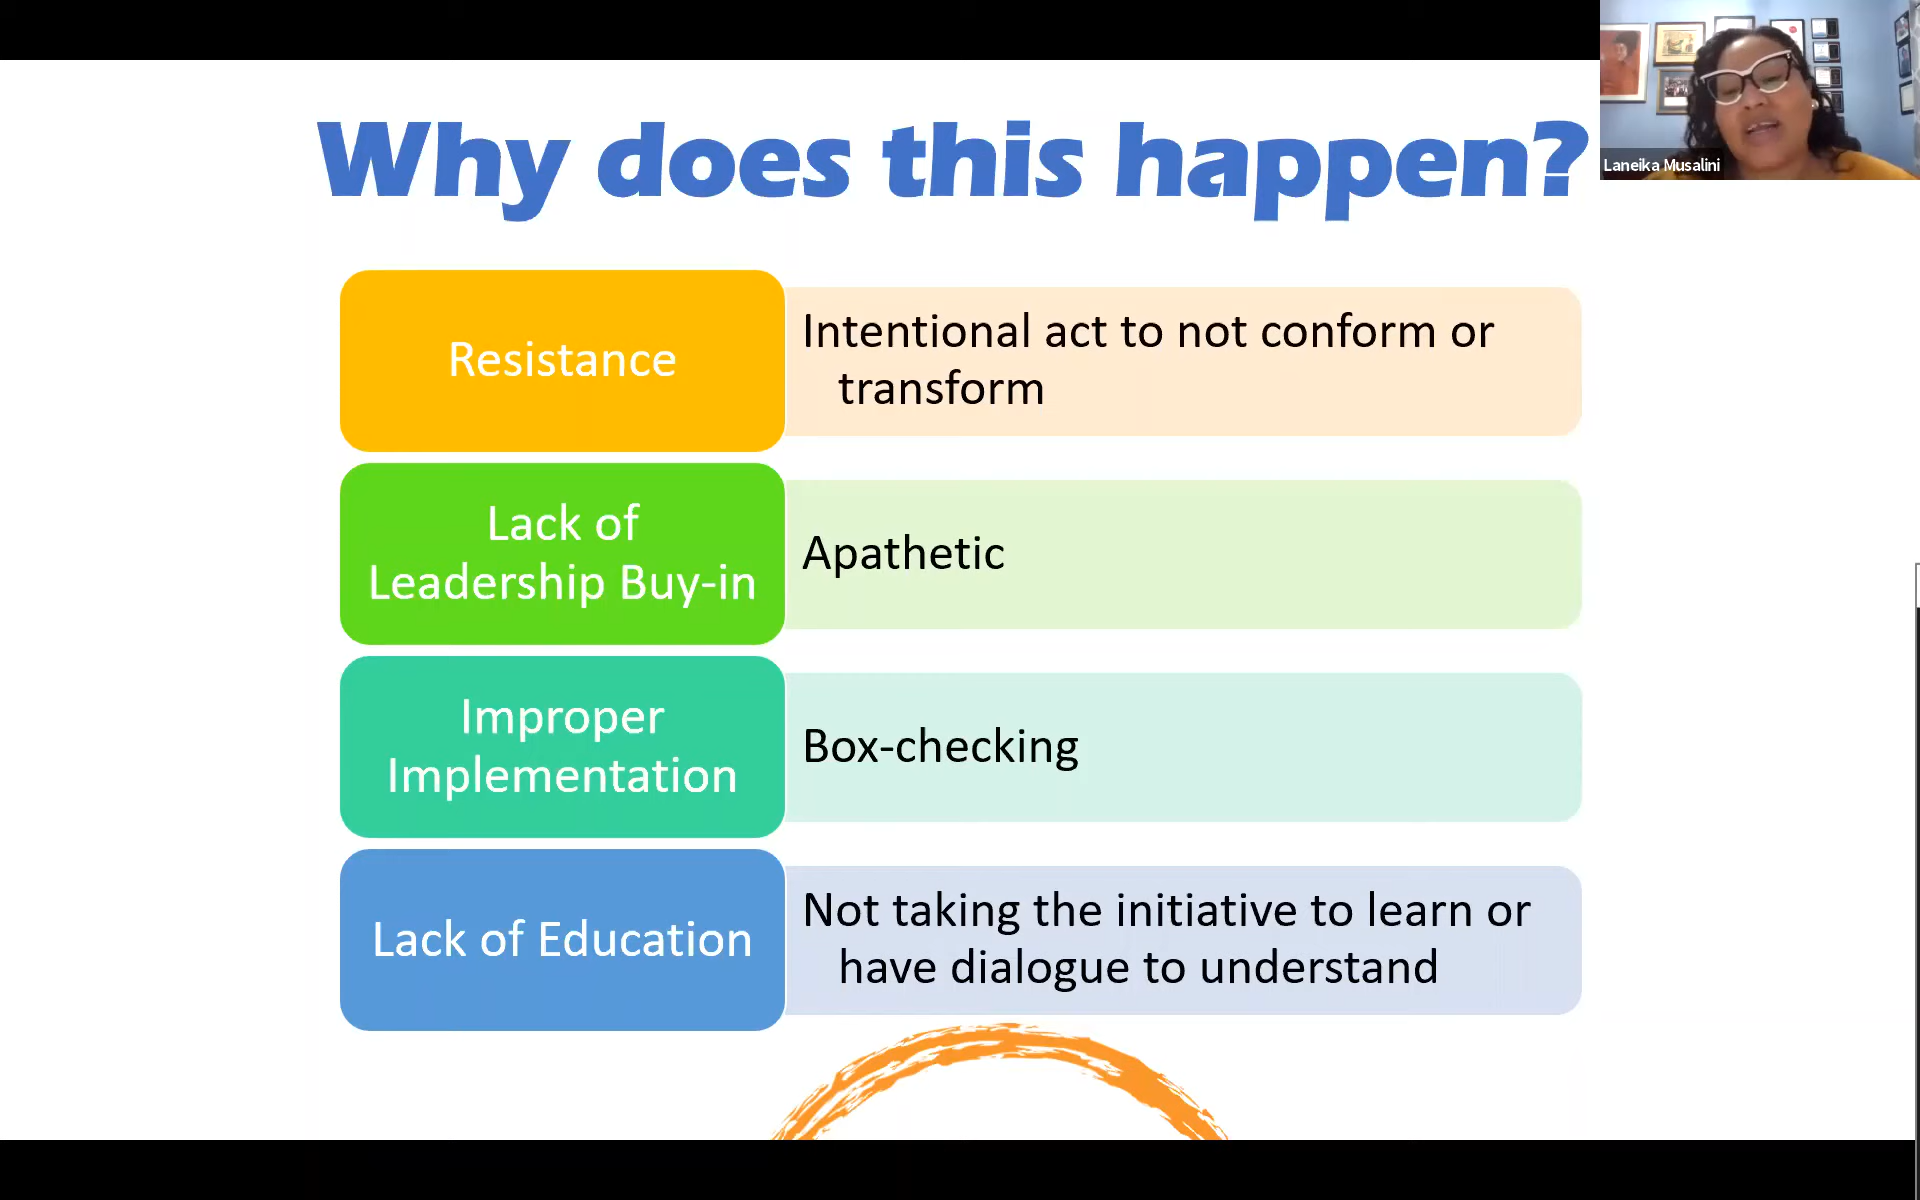 Why does this happen?
Laneika Musalini
Resistance
Intentional act to not conform or
transform
Lack of
Leadership Buy-in
Apathetic
Improper
Implementation
Box-checking
Lack of Education
Not taking the initiative to learn or
have dialogue to understand